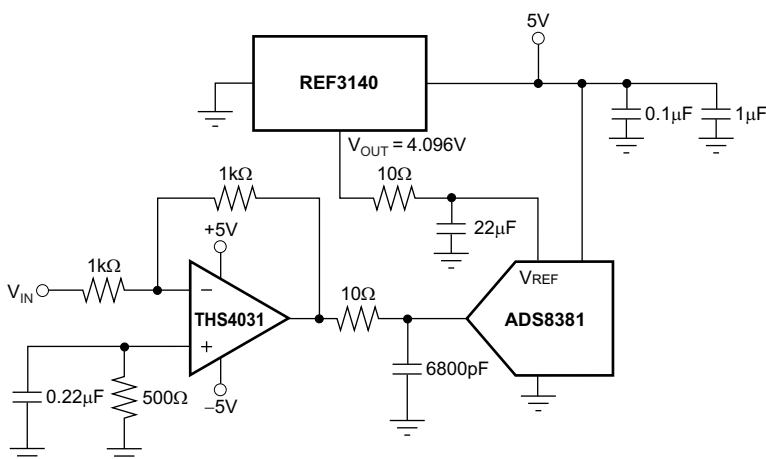 5V
REF3140
0.1μF
1μF
V_OUT = 4.096V
1kΩ
10Ω
+5V
22μF
1kΩ
V_IN
VREF
−
THS4031
10Ω
ADS8381
+
6800pF
0.22μF
500Ω
−5V